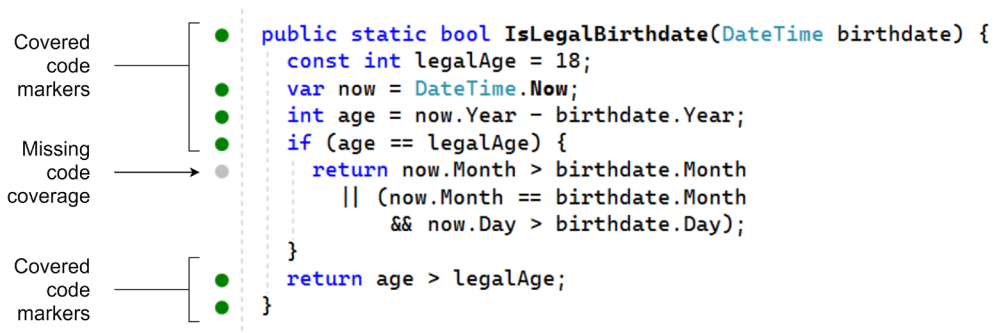 Covered
code
markers
Missing
code
coverage
Covered
code
markers
public static bool IsLegalBirthdate(DateTime birthdate) {
const int legalAge = 18;
var now = DateTime.Now;
int age = now.Year - birthdate.Year;
if (age == legalAge) {
return now.Month > birthdate.Month
|| (now.Month == birthdate.Month
&& now.Day > birthdate.Day);
}
return age > legalAge;
}